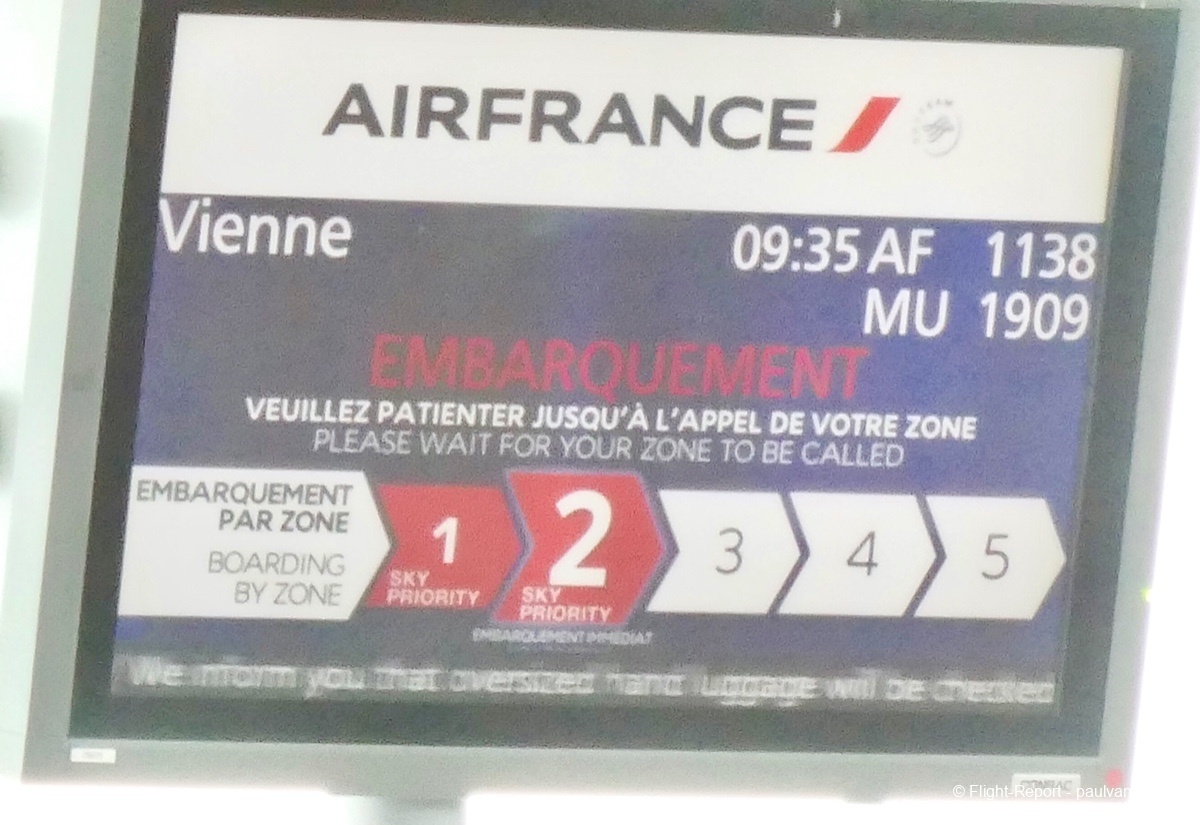 AIRFRANCE
Vienne 09:35 AF 1138
MU 1909
EMBARQUEMENT
VEUILLEZ PATIENTER JUSQU'À L'APPEL DE VOTRE ZONE
PLEASE WAIT FOR YOUR ZONE TO BE CALLED
EMBARQUEMENT
PAR ZONE
BOARDING
BY ZONE
1
SKY
PRIORITY
2
SKY
PRIORITY
3
4
5
EMBARQUEMENT IMMÉDIAT
We inform you that oversized hand luggage will be checked
© Flight-Report - paulvan